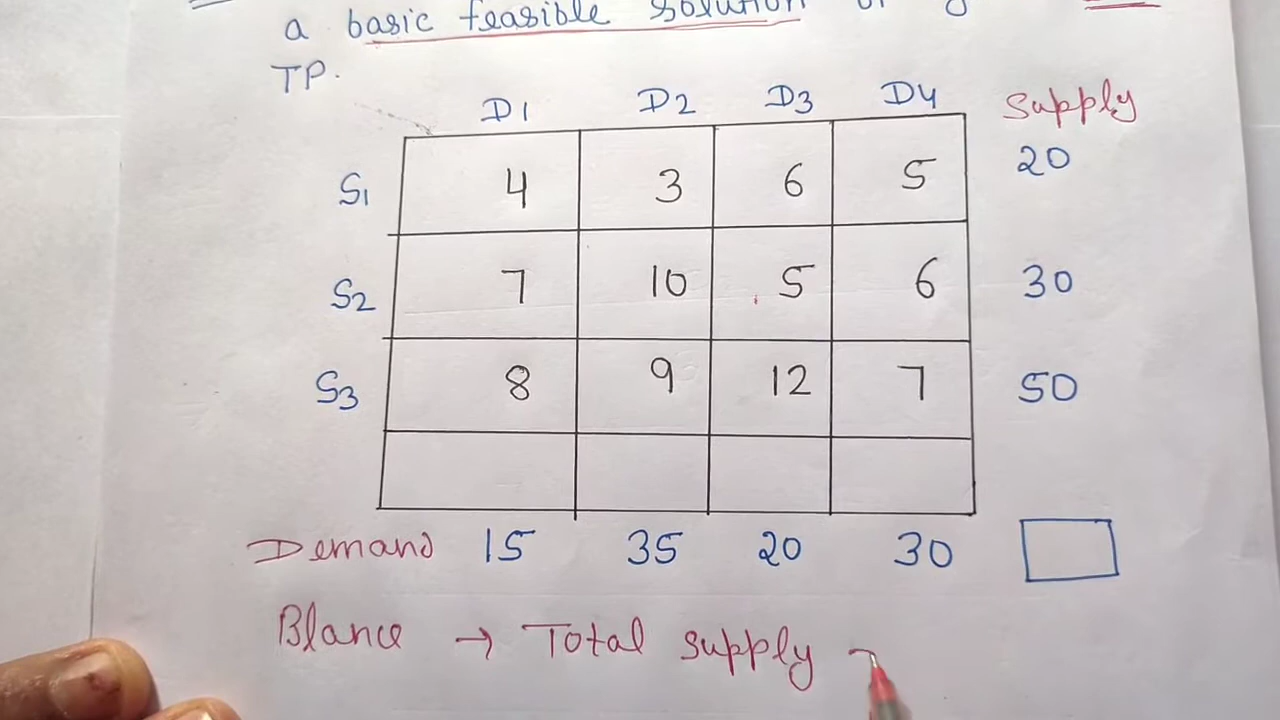 a basic feasible solution
TP.
D1 D2 D3 D4 Supply
S1 4 3 6 5 20
S2 7 10 5 6 30
S3 8 9 12 7 50
Demand 15 35 20 30
Blance → Total supply